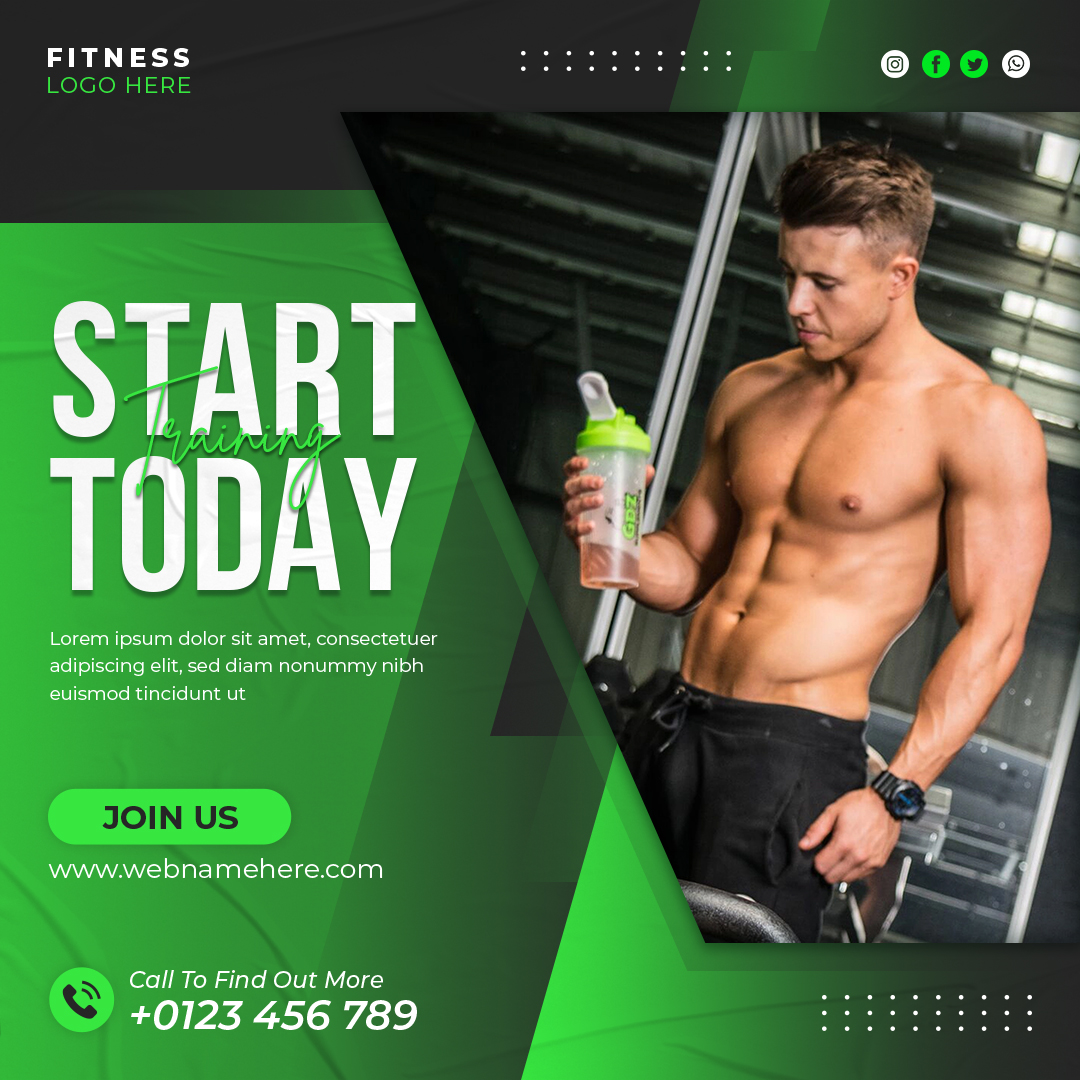 FITNESS
LOGO HERE
START
Training
TODAY
Lorem ipsum dolor sit amet, consectetuer
adipiscing elit, sed diam nonummy nibh
euismod tincidunt ut
JOIN US
www.webnamehere.com
Call To Find Out More
+0123 456 789